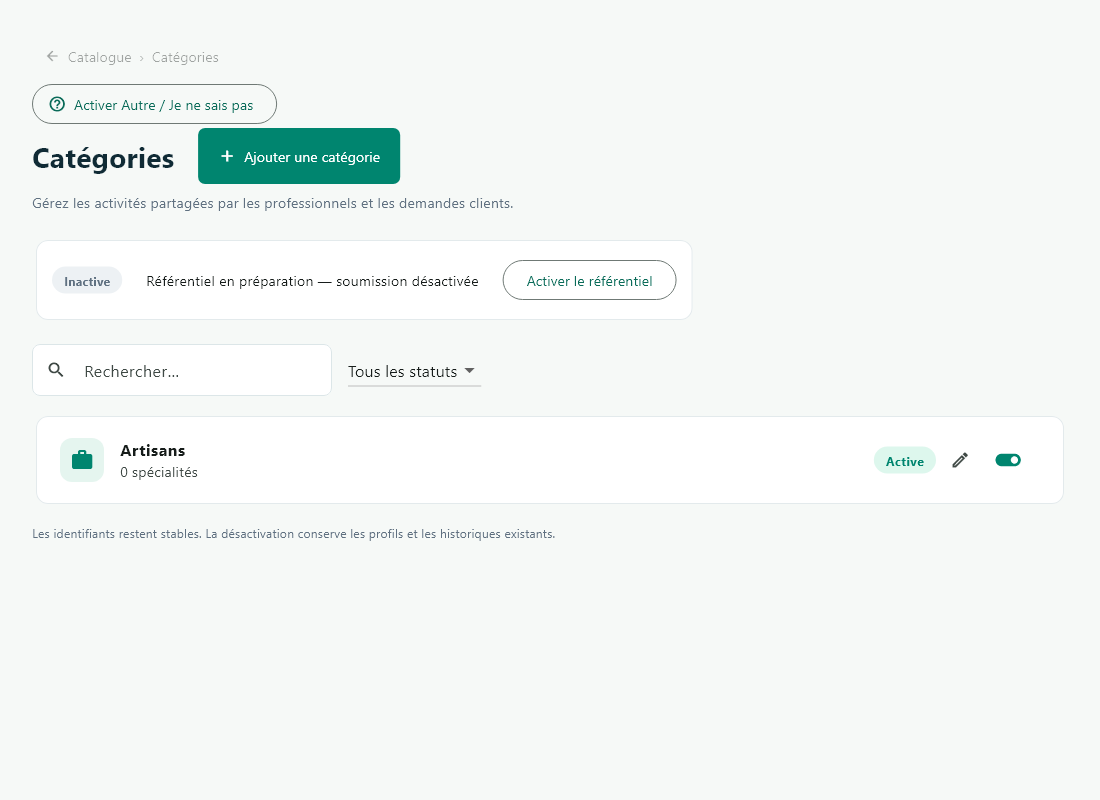 Catalogue › Catégories
Activer Autre / Je ne sais pas
Catégories
Ajouter une catégorie
Gérez les activités partagées par les professionnels et les demandes clients.
Inactive
Référentiel en préparation — soumission désactivée
Activer le référentiel
Rechercher...
Tous les statuts
Artisans
0 spécialités
Active
Les identifiants restent stables. La désactivation conserve les profils et les historiques existants.